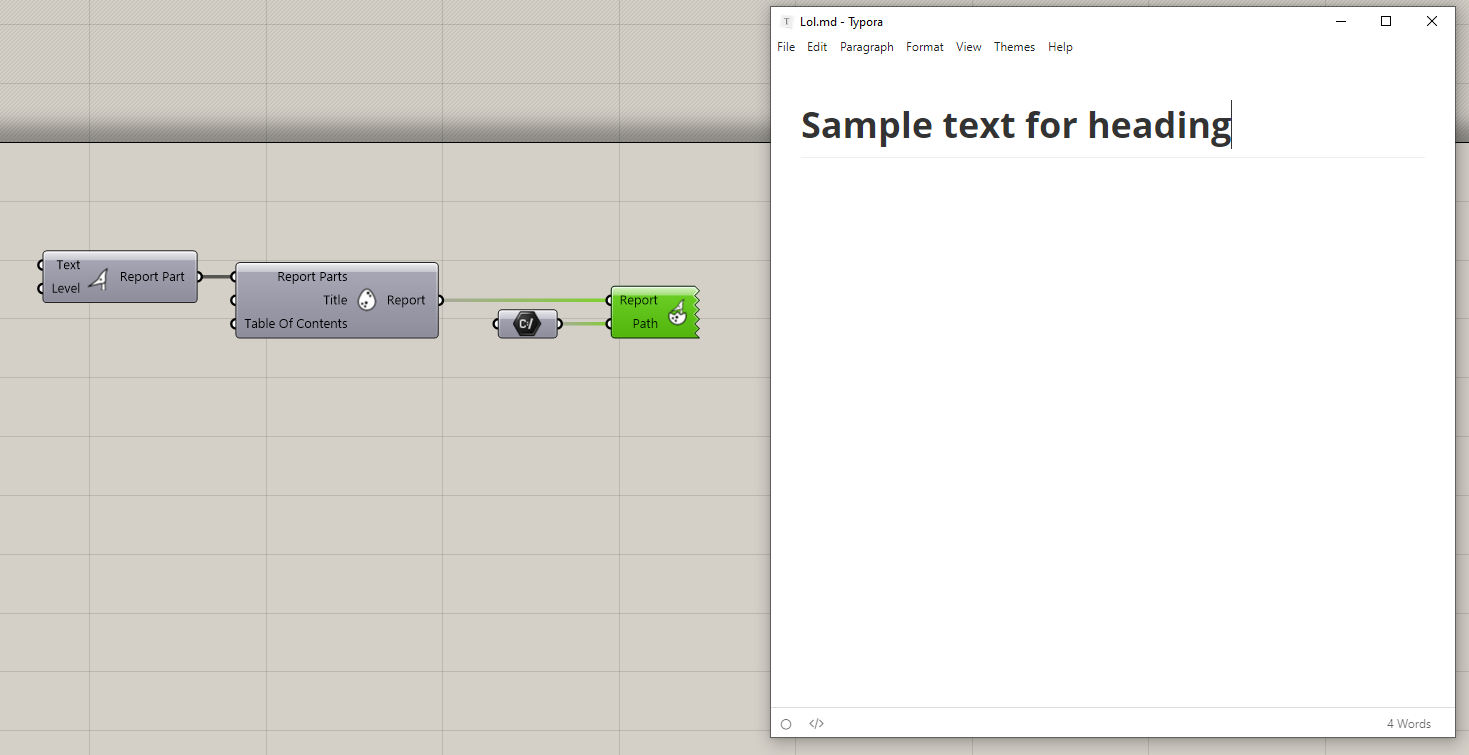 Text
Level
Report Part
Report Parts
Title
Table Of Contents
Report
C:/
Report
Path
T Lol.md - Typora
File Edit Paragraph Format View Themes Help
Sample text for heading
</> 4 Words